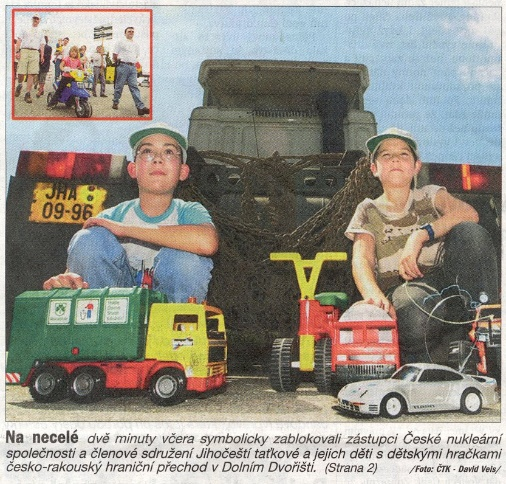 JHA
09-96
Na necelé dvě minuty včera symbolicky zablokovali zástupci České nukleární
společnosti a členové sdružení Jihočeští taťkové a jejich děti s dětskými hračkami
česko-rakouský hraniční přechod v Dolním Dvořišti. (Strana 2) /Foto: ČTK - David Veis/